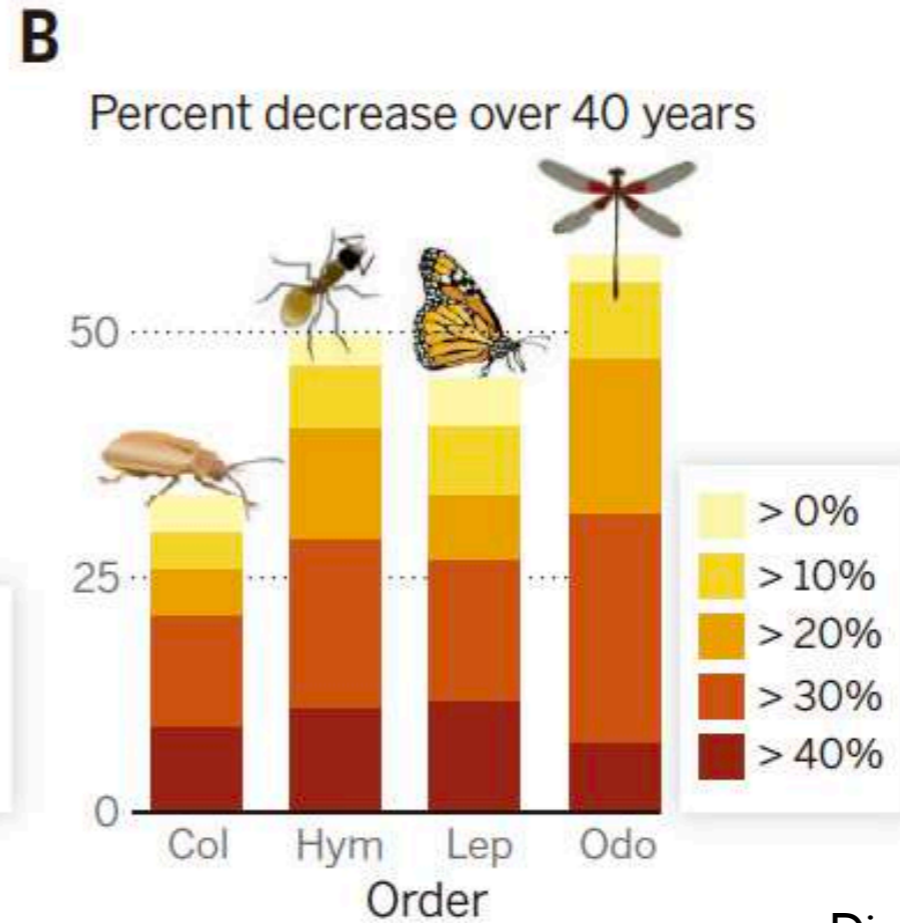 B
Percent decrease over 40 years
50
25
0
Col Hym Lep Odo
Order
> 0%
> 10%
> 20%
> 30%
> 40%